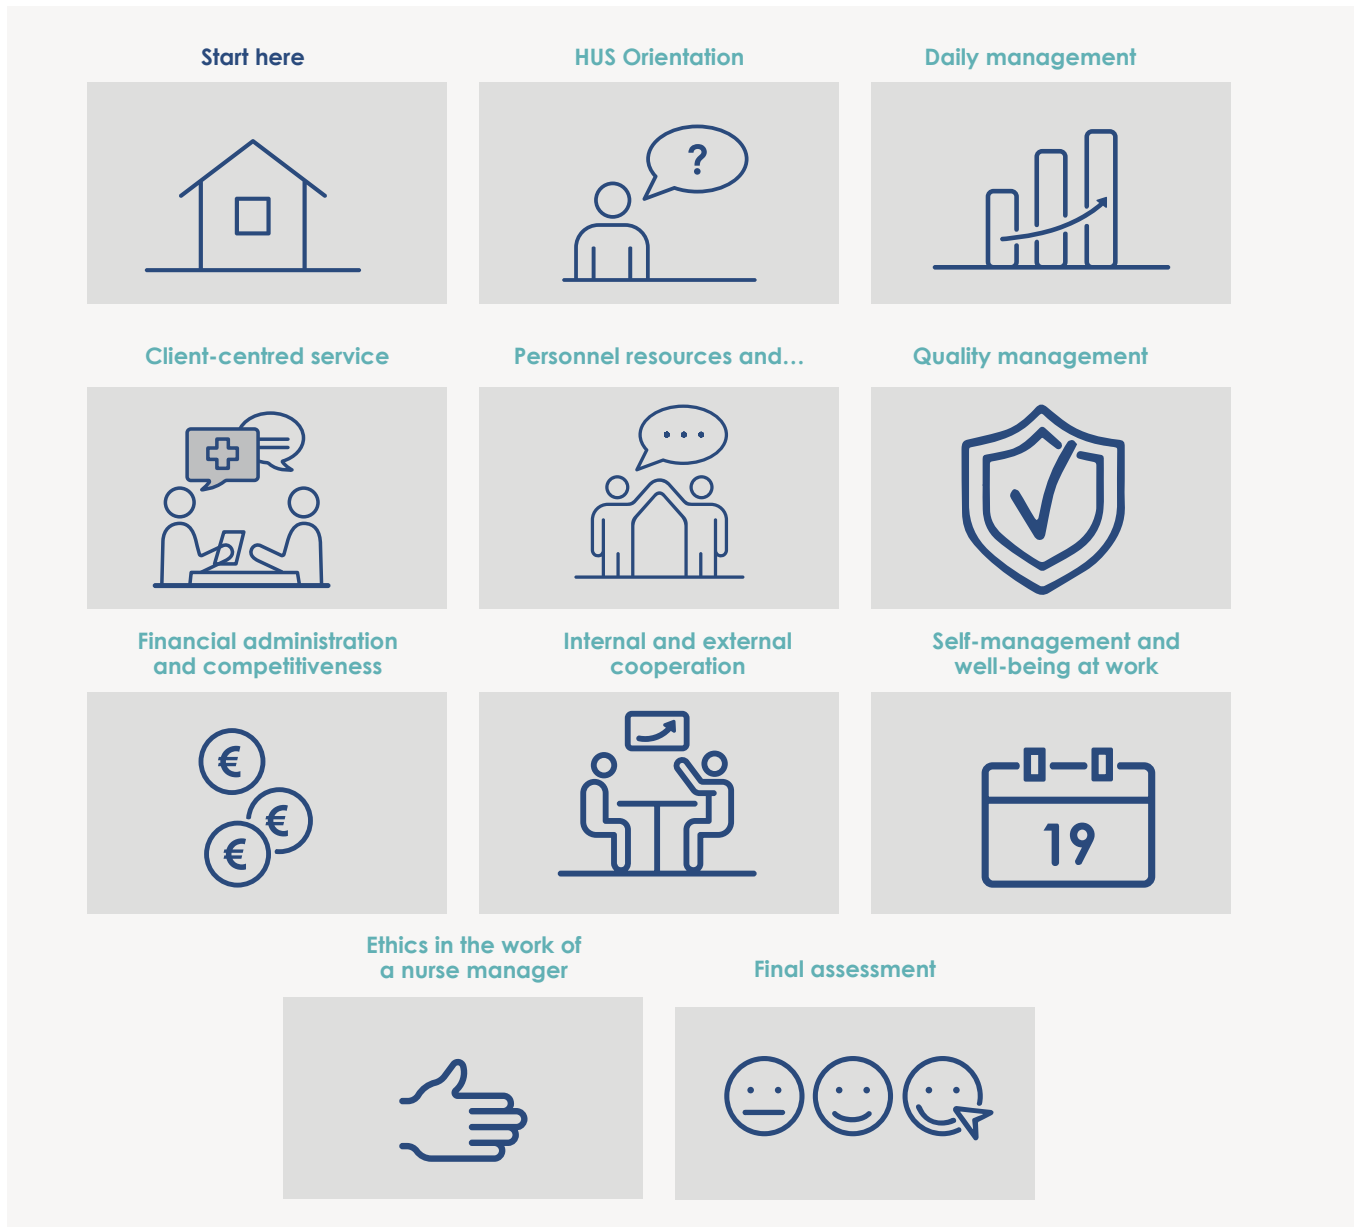 Start here
HUS Orientation
Daily management
?
Client-centred service
Personnel resources and...
Quality management
Financial administration
and competitiveness
Internal and external
cooperation
Self-management and
well-being at work
€
€
€
19
Ethics in the work of
a nurse manager
Final assessment